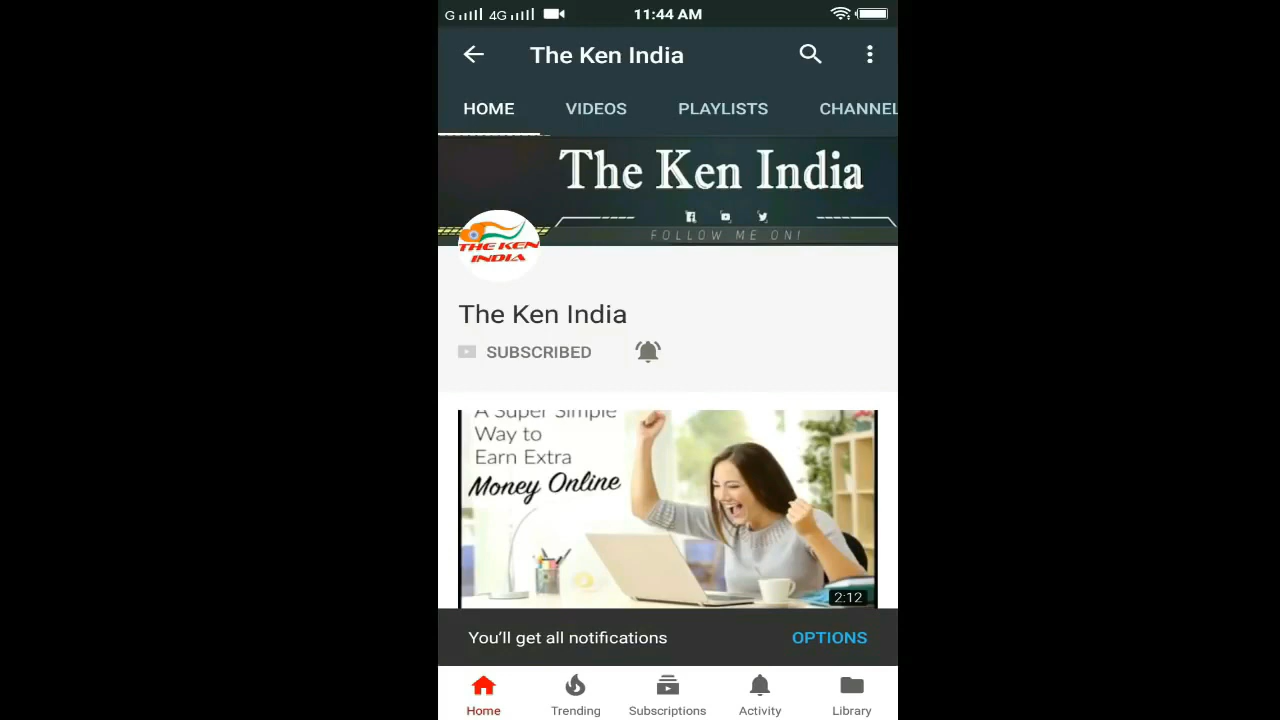 G 4G 11:44 AM
The Ken India
HOME VIDEOS PLAYLISTS CHANNEL
The Ken India
FOLLOW ME ON!
THE KEN
INDIA
The Ken India
SUBSCRIBED
A Super Simple
Way to
Earn Extra
Money Online
2:12
You'll get all notifications OPTIONS
Home Trending Subscriptions Activity Library